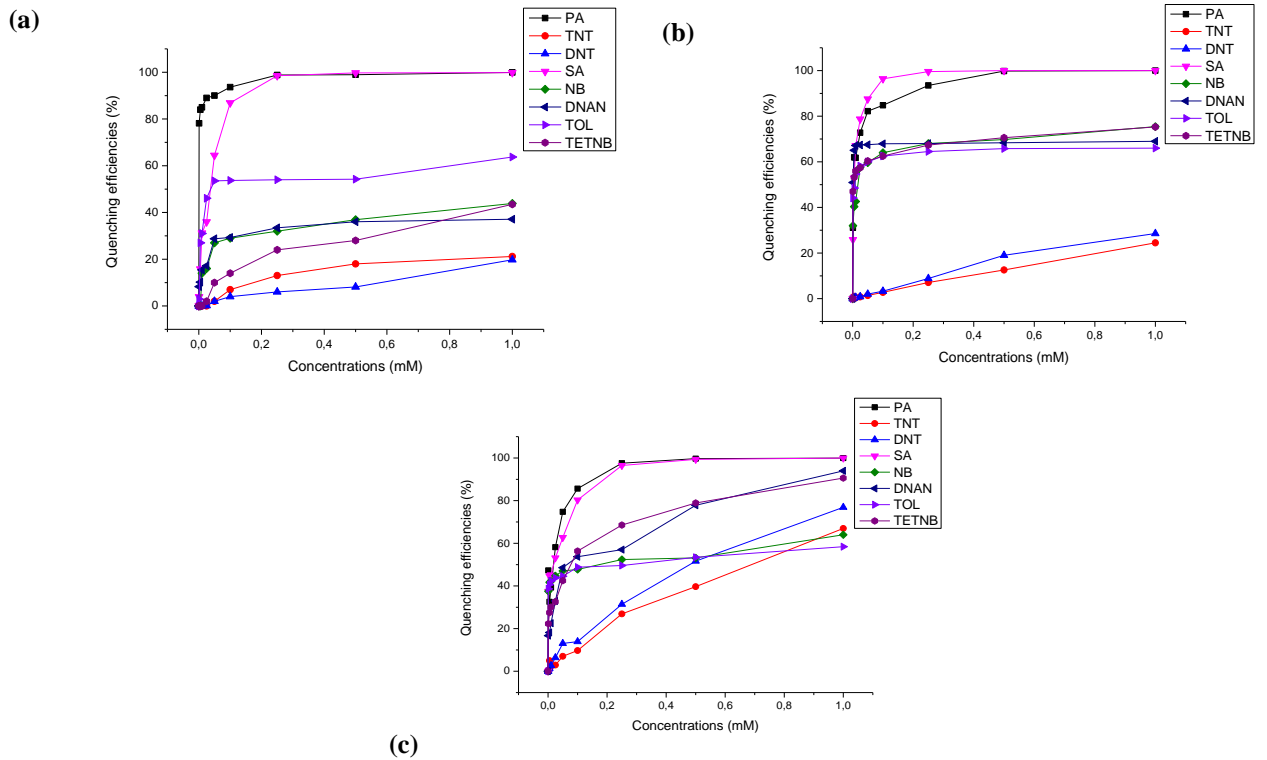 (a)
PA
TNT
DNT
SA
NB
DNAN
TOL
TETNB
Quenching efficiencies (%)
100
80
60
40
20
0
0,0 0,2 0,4 0,6 0,8 1,0
Concentrations (mM)
(b)
PA
TNT
DNT
SA
NB
DNAN
TOL
TETNB
Quenching efficiencies (%)
100
80
60
40
20
0
0,0 0,2 0,4 0,6 0,8 1,0
Concentrations (mM)
PA
TNT
DNT
SA
NB
DNAN
TOL
TETNB
Quenching efficiencies (%)
100
80
60
40
20
0
0,0 0,2 0,4 0,6 0,8 1,0
Concentrations (mM)
(c)